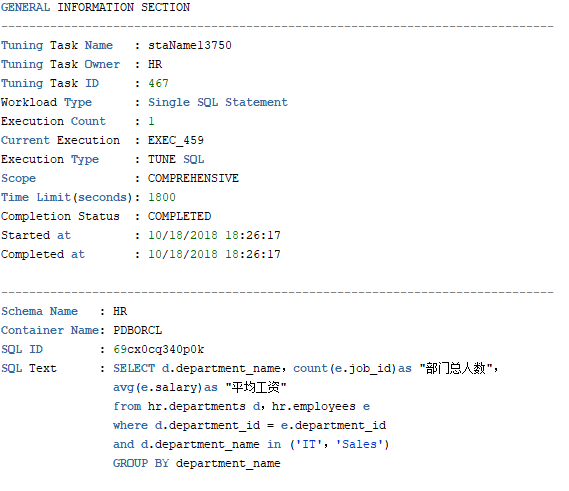 GENERAL INFORMATION SECTION
-------------------------------------------------------------------------------
Tuning Task Name   : staName13750
Tuning Task Owner  : HR
Tuning Task ID     : 467
Workload Type      : Single SQL Statement
Execution Count    : 1
Current Execution  : EXEC_459
Execution Type     : TUNE SQL
Scope              : COMPREHENSIVE
Time Limit(seconds): 1800
Completion Status  : COMPLETED
Started at         : 10/18/2018 18:26:17
Completed at       : 10/18/2018 18:26:17
-------------------------------------------------------------------------------
Schema Name   : HR
Container Name: PDBORCL
SQL ID        : 69cx0cq340p0k
SQL Text      : SELECT d.department_name，count(e.job_id)as "部门总人数"，
avg(e.salary)as "平均工资"
from hr.departments d，hr.employees e
where d.department_id = e.department_id
and d.department_name in ('IT'，'Sales')
GROUP BY department_name